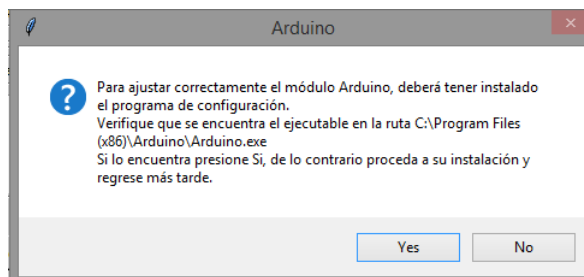 Arduino
Para ajustar correctamente el módulo Arduino, deberá tener instalado
el programa de configuración.
Verifique que se encuentra el ejecutable en la ruta C:\Program Files
(x86)\Arduino\Arduino.exe
Si lo encuentra presione Si, de lo contrario proceda a su instalación y
regrese más tarde.
Yes
No